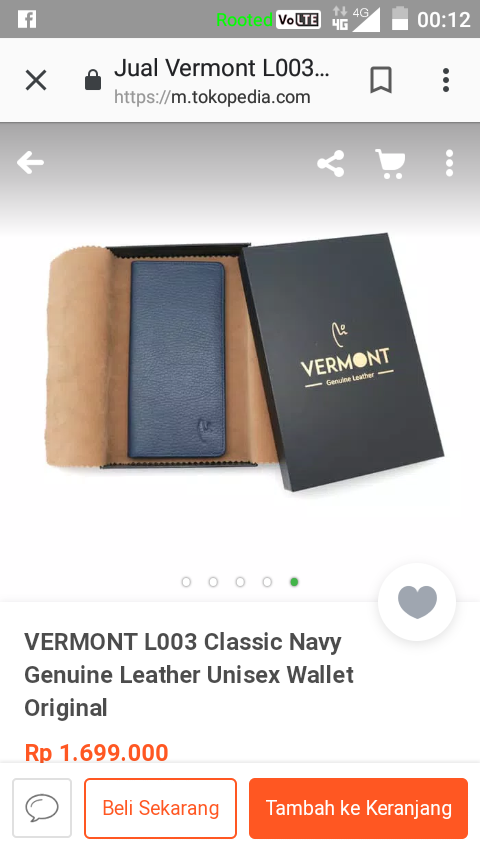 Rooted VoLTE 4G 4G 00:12
Jual Vermont L003...
https://m.tokopedia.com
VERMONT
Genuine Leather
VERMONT L003 Classic Navy
Genuine Leather Unisex Wallet
Original
Rp 1.699.000
Beli Sekarang
Tambah ke Keranjang